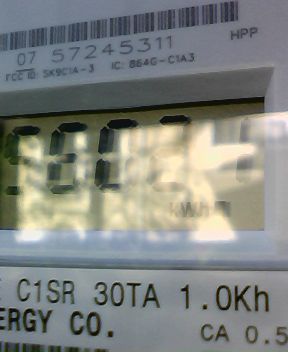 07 57245311 HPP
FCC ID: SK9C1A-3 IC: 864G-C1A3
58021
kWh
C1SR 30TA 1.0Kh
ERGY CO. CA 0.5